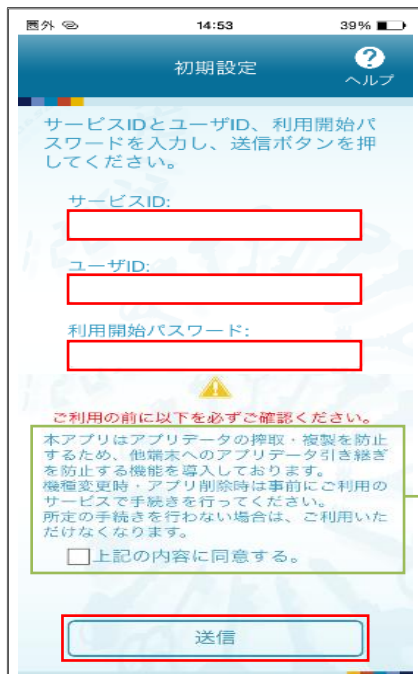 圏外
14:53
39%
初期設定
?
ヘルプ
サービスIDとユーザID、利用開始パ
スワードを入力し、送信ボタンを押
してください。
サービスID:
ユーザID:
利用開始パスワード:
ご利用の前に以下を必ずご確認ください。
本アプリはアプリデータの搾取・複製を防止
するため、他端末へのアプリデータ引き継ぎ
を防止する機能を導入しております。
機種変更時・アプリ削除時は事前にご利用の
サービスで手続きを行ってください。
所定の手続きを行わない場合は、ご利用いた
だけなくなります。
上記の内容に同意する。
送信